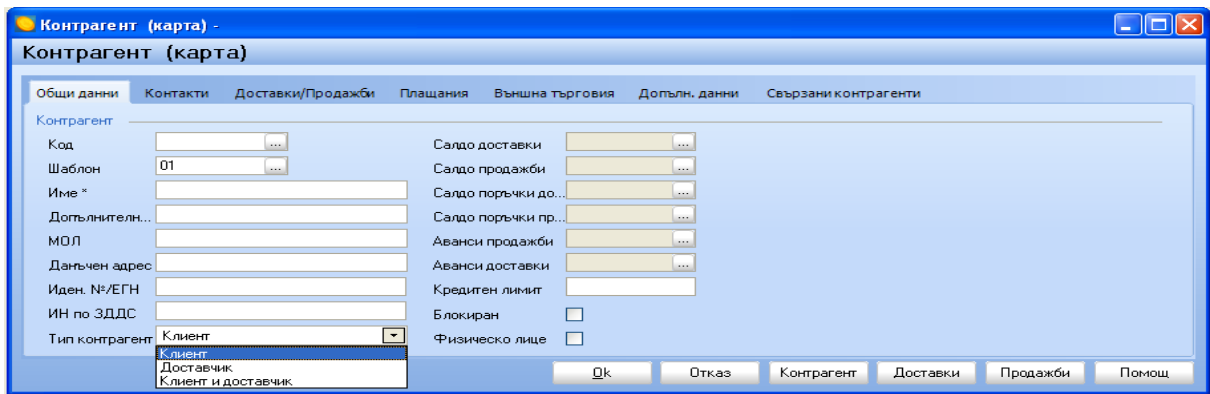 Контрагент (карта) -
Контрагент (карта)
Общи данни Контакти Доставки/Продажби Плащания Външна търговия Допълн. данни Свързани контрагенти
Контрагент
Код ... Салдо доставки ...
Шаблон 01 ... Салдо продажби ...
Име * Салдо поръчки до... ...
Допълнителн... Салдо поръчки пр... ...
МОЛ Аванси продажби ...
Данъчен адрес Аванси доставки ...
Иден. №/ЕГН Кредитен лимит
ИН по ЗДДС Блокиран
Тип контрагент Клиент Физическо лице
Клиент
Доставчик
Клиент и доставчик
Ok Отказ Контрагент Доставки Продажби Помощ